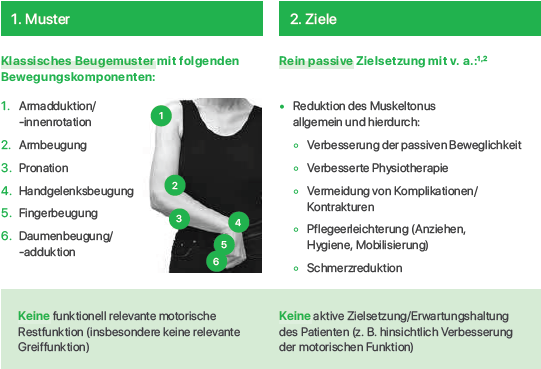 1. Muster
Klassisches Beugemuster mit folgenden
Bewegungskomponenten:
1. Armadduktion/
-innenrotation
2. Armbeugung
3. Pronation
4. Handgelenksbeugung
5. Fingerbeugung
6. Daumenbeugung/
-adduktion
1
2
3
4
5
6
Keine funktionell relevante motorische
Restfunktion (insbesondere keine relevante
Greiffunktion)
2. Ziele
Rein passive Zielsetzung mit v. a.:¹,²
• Reduktion des Muskeltonus
allgemein und hierdurch:
o Verbesserung der passiven Beweglichkeit
o Verbesserte Physiotherapie
o Vermeidung von Komplikationen/
Kontrakturen
o Pflegeerleichterung (Anziehen,
Hygiene, Mobilisierung)
o Schmerzreduktion
Keine aktive Zielsetzung/Erwartungshaltung
des Patienten (z. B. hinsichtlich Verbesserung
der motorischen Funktion)